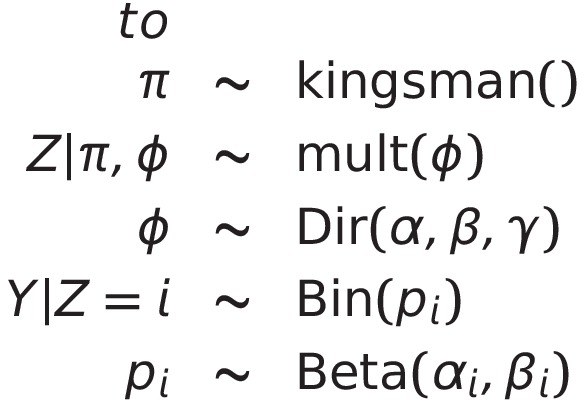 to
π ~ kingsman()
Z|π, ϕ ~ mult(ϕ)
ϕ ~ Dir(α, β, γ)
Y|Z = i ~ Bin(pᵢ)
pᵢ ~ Beta(αᵢ, βᵢ)